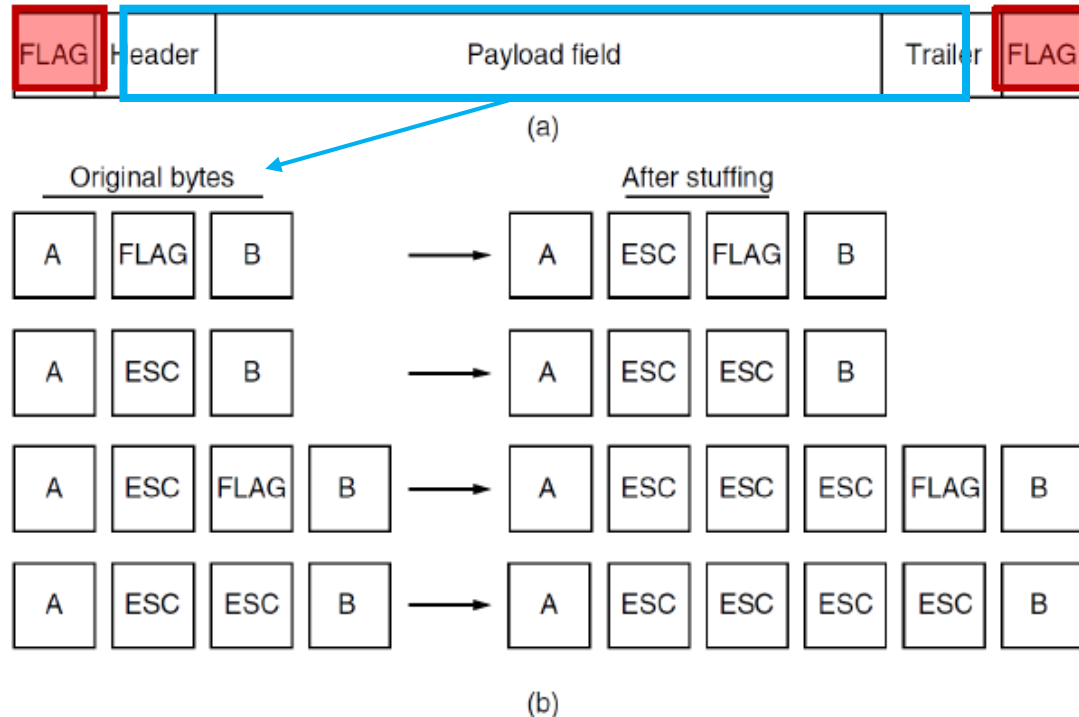 FLAG Header Payload field Trailer FLAG
(a)
Original bytes After stuffing
A FLAG B A ESC FLAG B
A ESC B A ESC ESC B
A ESC FLAG B A ESC ESC ESC FLAG B
A ESC ESC B A ESC ESC ESC ESC B
(b)